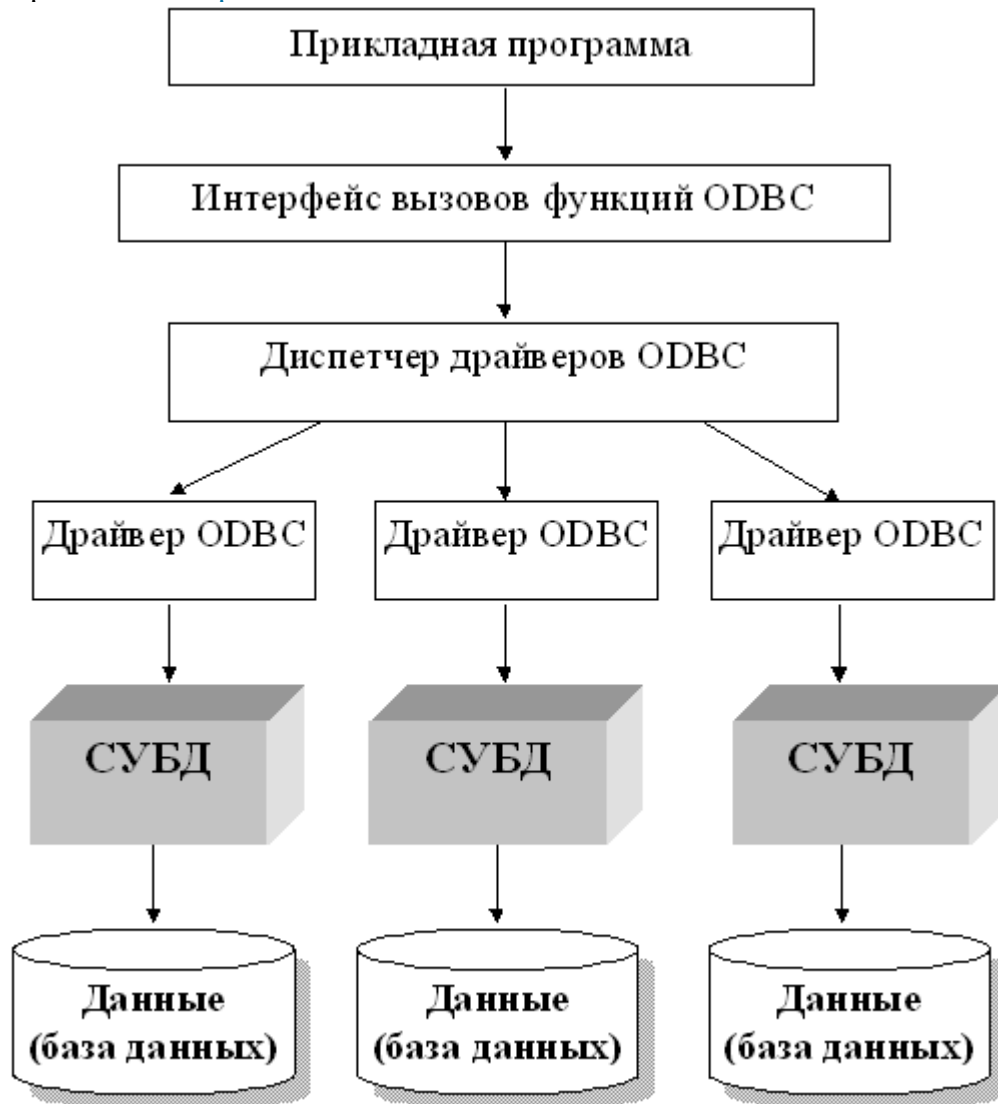 Прикладная программа
Интерфейс вызовов функций ODBC
Диспетчер драйверов ODBC
Драйвер ODBC
Драйвер ODBC
Драйвер ODBC
СУБД
СУБД
СУБД
Данные
(база данных)
Данные
(база данных)
Данные
(база данных)